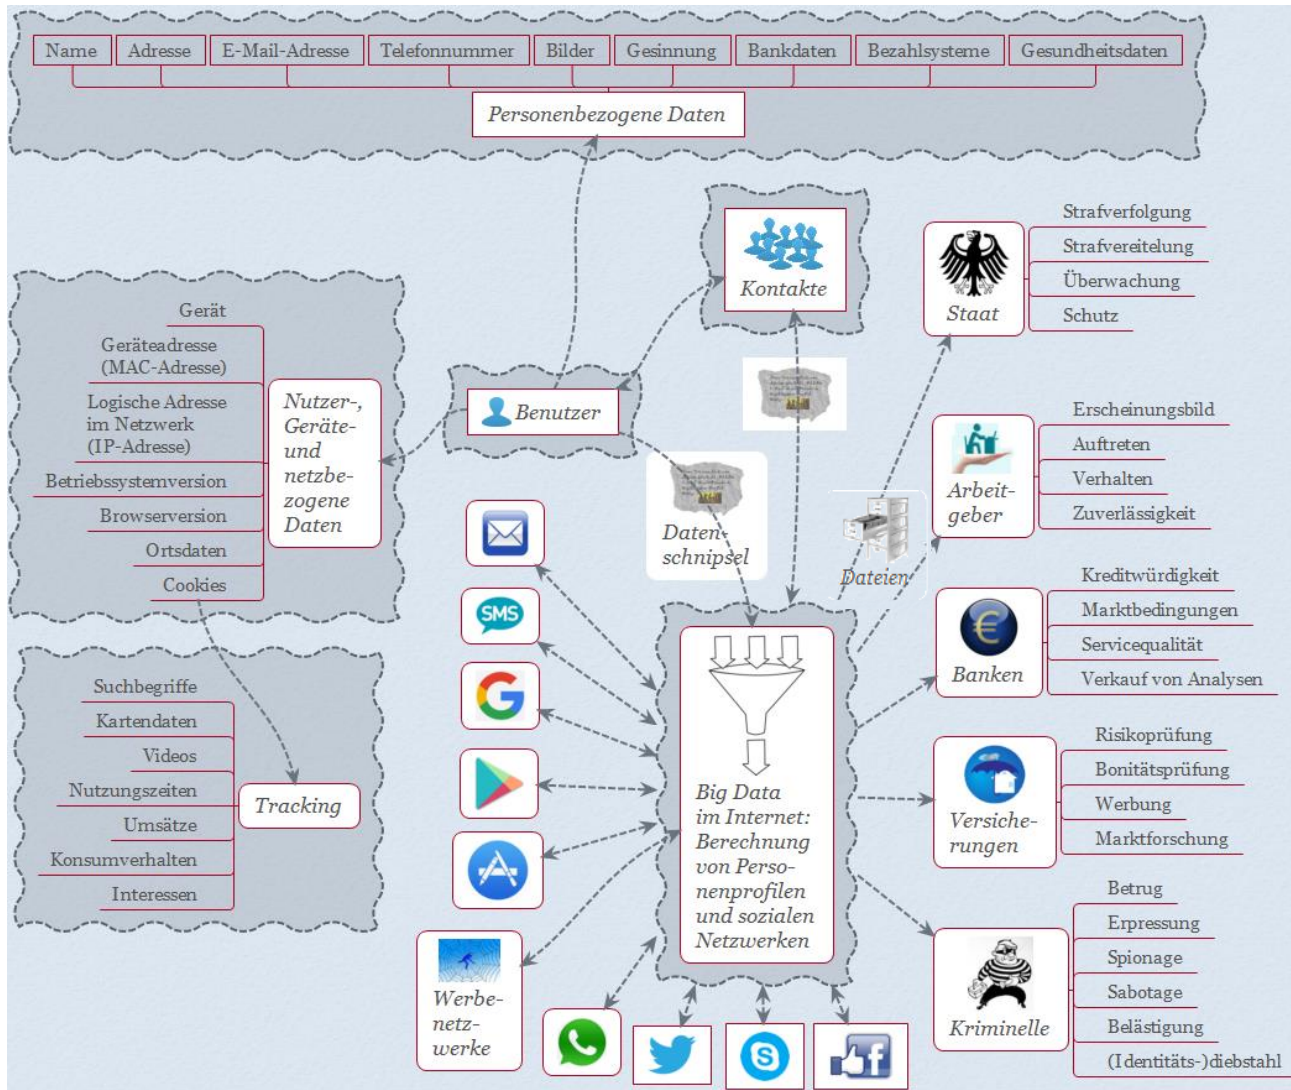 Name
Adresse
E-Mail-Adresse
Telefonnummer
Bilder
Gesinnung
Bankdaten
Bezahlsysteme
Gesundheitsdaten
Personenbezogene Daten
Kontakte
Staat
Strafverfolgung
Strafvereitelung
Überwachung
Schutz
Gerät
Geräteadresse
(MAC-Adresse)
Logische Adresse
im Netzwerk
(IP-Adresse)
Betriebssystemversion
Browserversion
Ortsdaten
Cookies
Nutzer-,
Geräte-
und
netzbe-
zogene
Daten
Benutzer
Daten-
schnipsel
Dateien
Arbeit-
geber
Erscheinungsbild
Auftreten
Verhalten
Zuverlässigkeit
SMS
Banken
Kreditwürdigkeit
Marktbedingungen
Servicequalität
Verkauf von Analysen
Suchbegriffe
Kartendaten
Videos
Nutzungszeiten
Umsätze
Konsumverhalten
Interessen
Tracking
Big Data
im Internet:
Berechnung
von Perso-
nenprofilen
und sozialen
Netzwerken
Versiche-
rungen
Risikoprüfung
Bonitätsprüfung
Werbung
Marktforschung
Werbe-
netz-
werke
Kriminelle
Betrug
Erpressung
Spionage
Sabotage
Belästigung
(Identitäts-)diebstahl